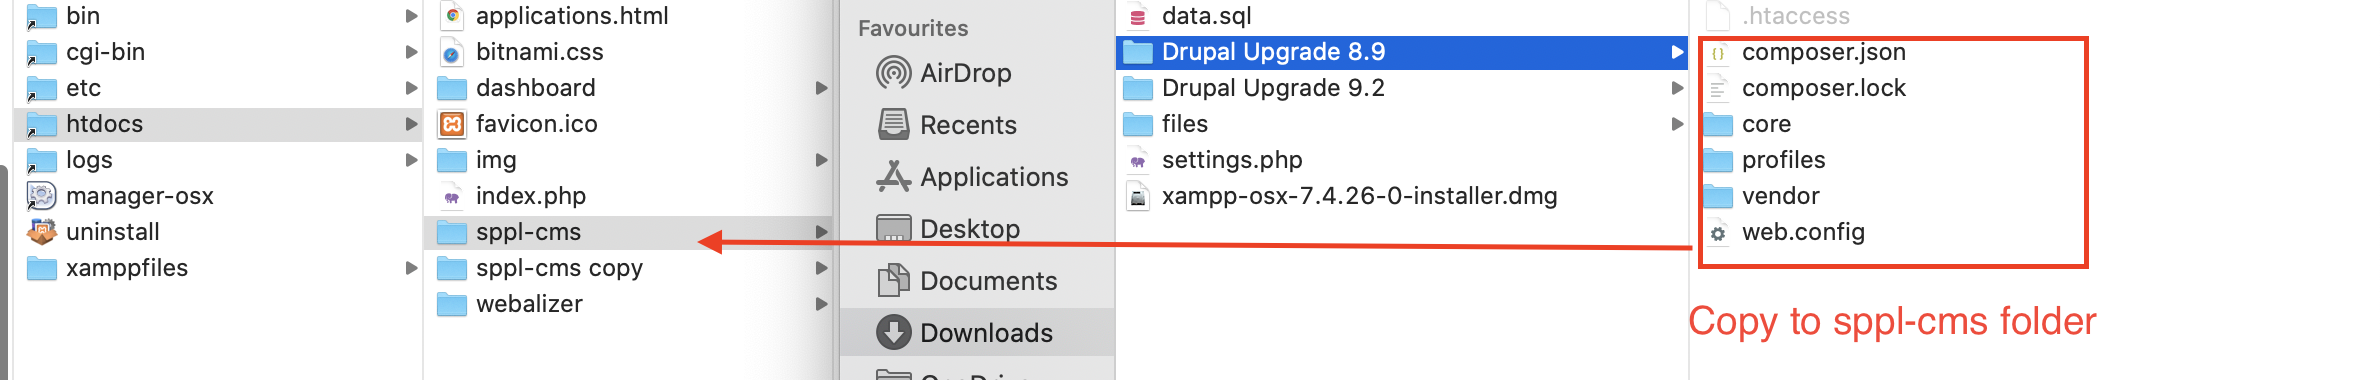 bin
cgi-bin
etc
htdocs
logs
manager-osx
uninstall
xamppfiles
applications.html
bitnami.css
dashboard
favicon.ico
img
index.php
sppl-cms
sppl-cms copy
webalizer
Favourites
AirDrop
Recents
Applications
Desktop
Documents
Downloads
data.sql
Drupal Upgrade 8.9
Drupal Upgrade 9.2
files
settings.php
xampp-osx-7.4.26-0-installer.dmg
.htaccess
composer.json
composer.lock
core
profiles
vendor
web.config
Copy to sppl-cms folder